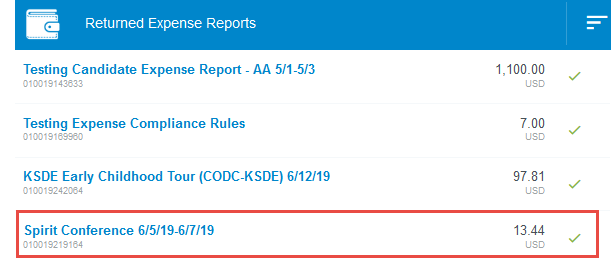 Returned Expense Reports
Testing Candidate Expense Report - AA 5/1-5/3 1,100.00
010019143633 USD
Testing Expense Compliance Rules 7.00
010019169960 USD
KSDE Early Childhood Tour (CODC-KSDE) 6/12/19 97.81
010019242064 USD
Spirit Conference 6/5/19-6/7/19 13.44
010019219164 USD